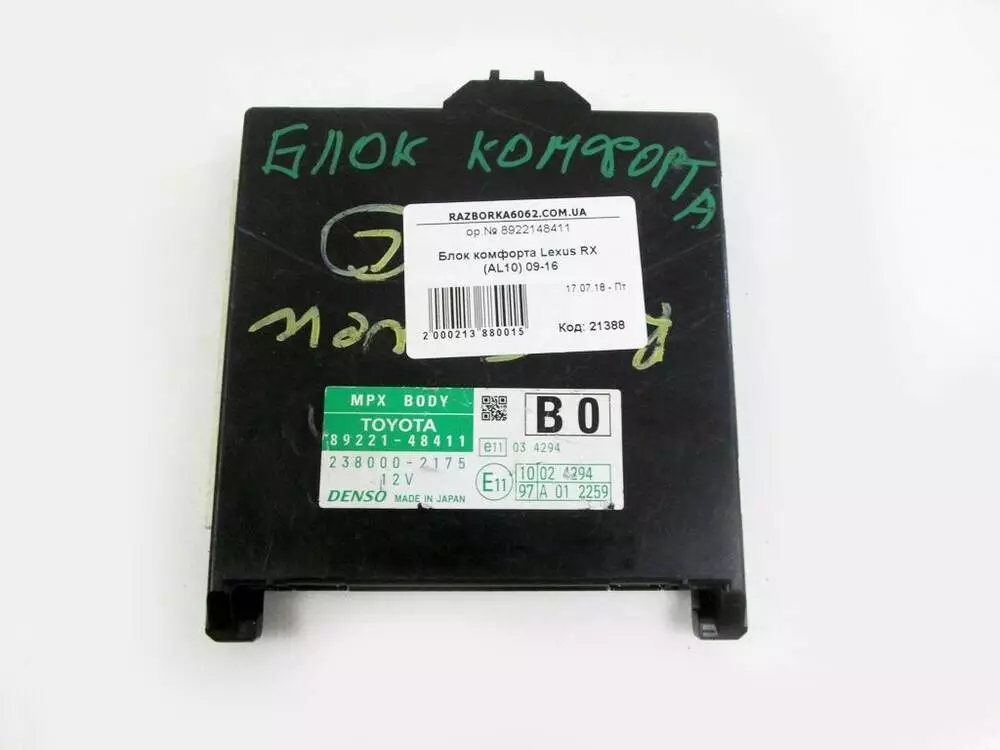 БЛОК КОМФОРТА
RAZBORKA6062.COM.UA
ор.№ 8922148411
Блок комфорта Lexus RX
(AL10) 09-16
17.07.18 - Пт
2 000213 880015
Код: 21388
MPX BODY
TOYOTA
89221-48411
B0
e11 03 4294
238000-2175
12V
E11
10 02 4294
97 A 01 2259
DENSO MADE IN JAPAN